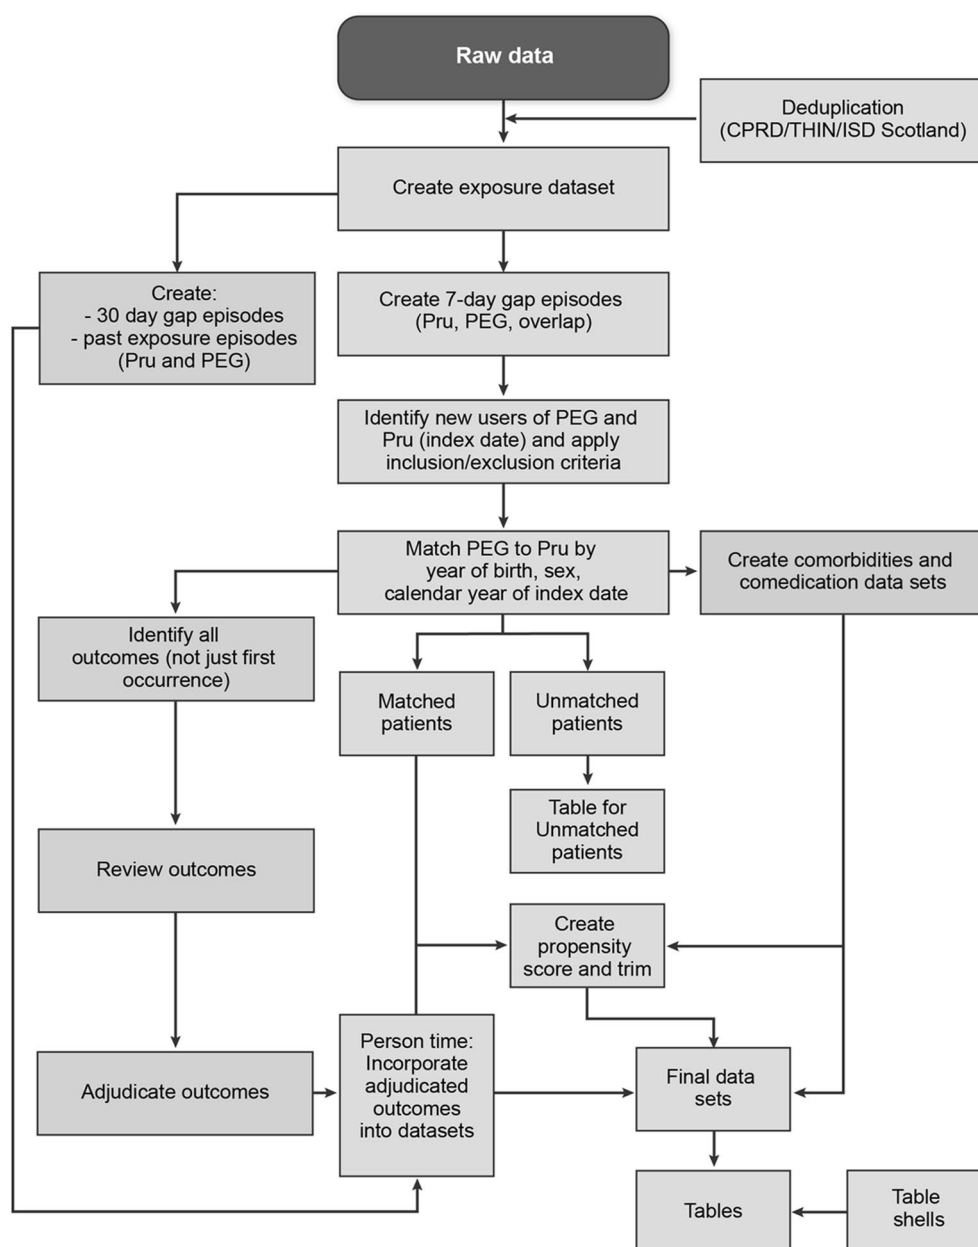 Raw data
Deduplication
(CPRD/THIN/ISD Scotland)
Create exposure dataset
Create:
- 30 day gap episodes
- past exposure episodes
(Pru and PEG)
Create 7-day gap episodes
(Pru, PEG, overlap)
Identify new users of PEG and
Pru (index date) and apply
inclusion/exclusion criteria
Match PEG to Pru by
year of birth, sex,
calendar year of index date
Create comorbidities and
comedication data sets
Identify all
outcomes (not just first
occurrence)
Matched
patients
Unmatched
patients
Table for
Unmatched
patients
Review outcomes
Create
propensity
score and trim
Adjudicate outcomes
Person time:
Incorporate
adjudicated
outcomes
into datasets
Final data
sets
Tables
Table
shells